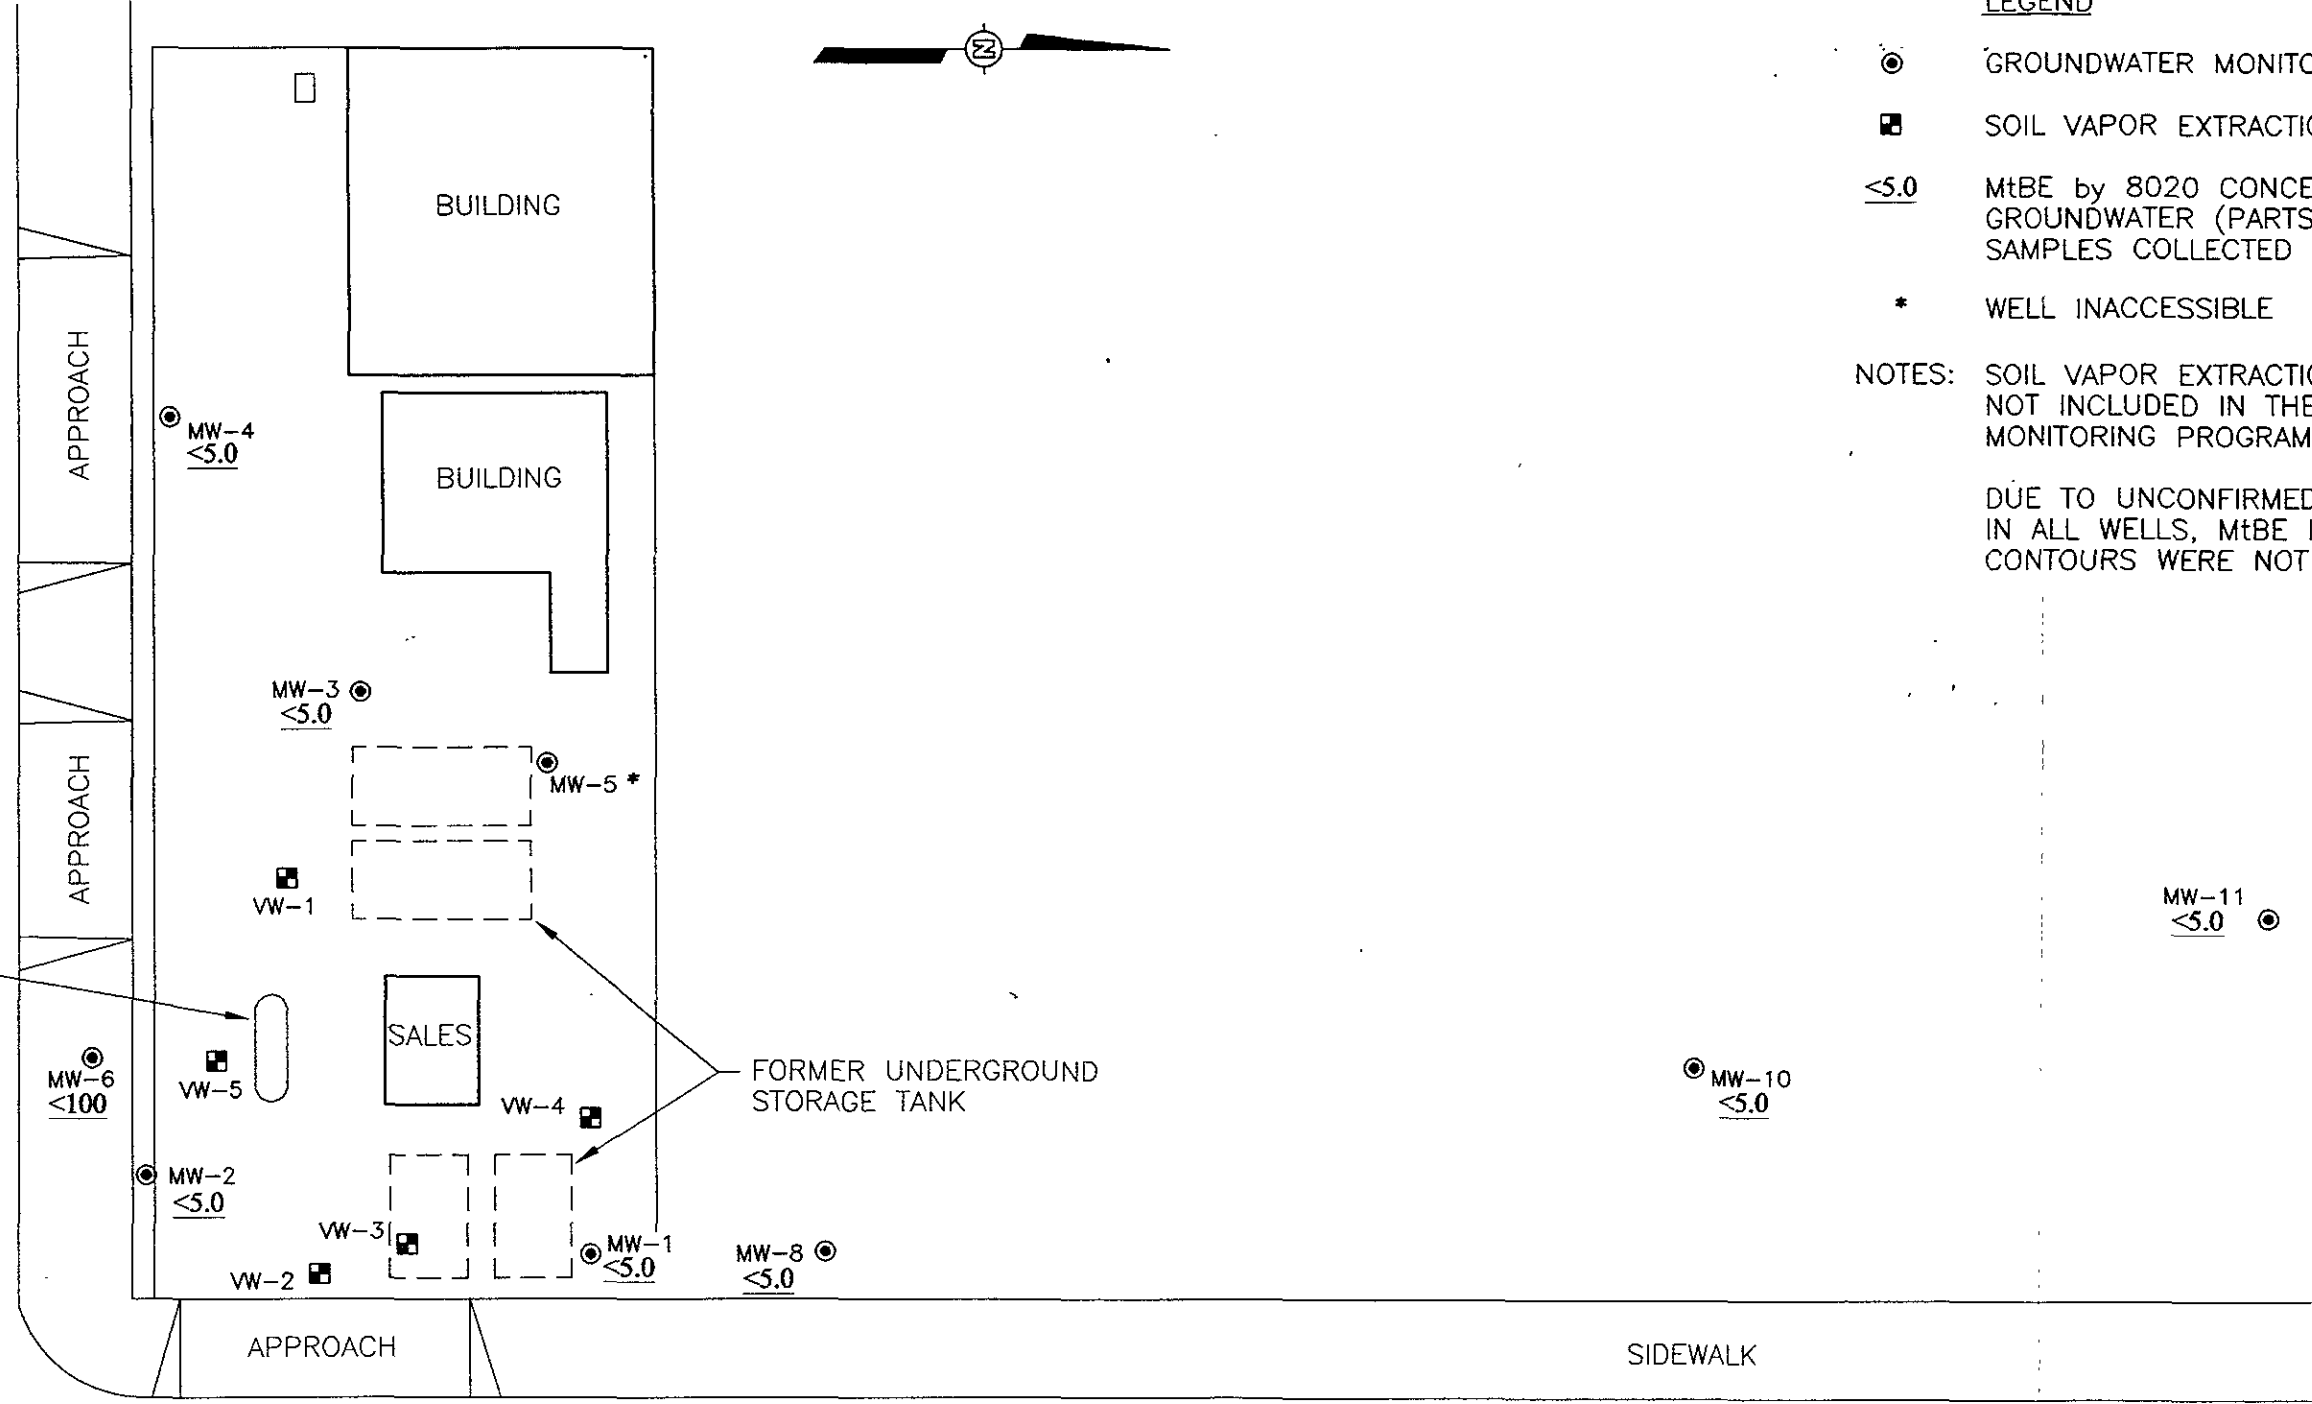 LEGEND
N
GROUNDWATER MONITO
SOIL VAPOR EXTRACTIO
<5.0 MtBE by 8020 CONCE
GROUNDWATER (PARTS
SAMPLES COLLECTED
* WELL INACCESSIBLE
NOTES: SOIL VAPOR EXTRACTIO
NOT INCLUDED IN THE
MONITORING PROGRAM
DUE TO UNCONFIRMED
IN ALL WELLS, MtBE
CONTOURS WERE NOT
BUILDING
APPROACH
MW-4
<5.0
BUILDING
MW-3
<5.0
MW-5 *
APPROACH
VW-1
MW-11
<5.0
SALES
FORMER UNDERGROUND
STORAGE TANK
MW-6
<100
VW-5
VW-4
MW-10
<5.0
MW-2
<5.0
VW-3
VW-2
MW-1
<5.0
MW-8
<5.0
APPROACH
SIDEWALK